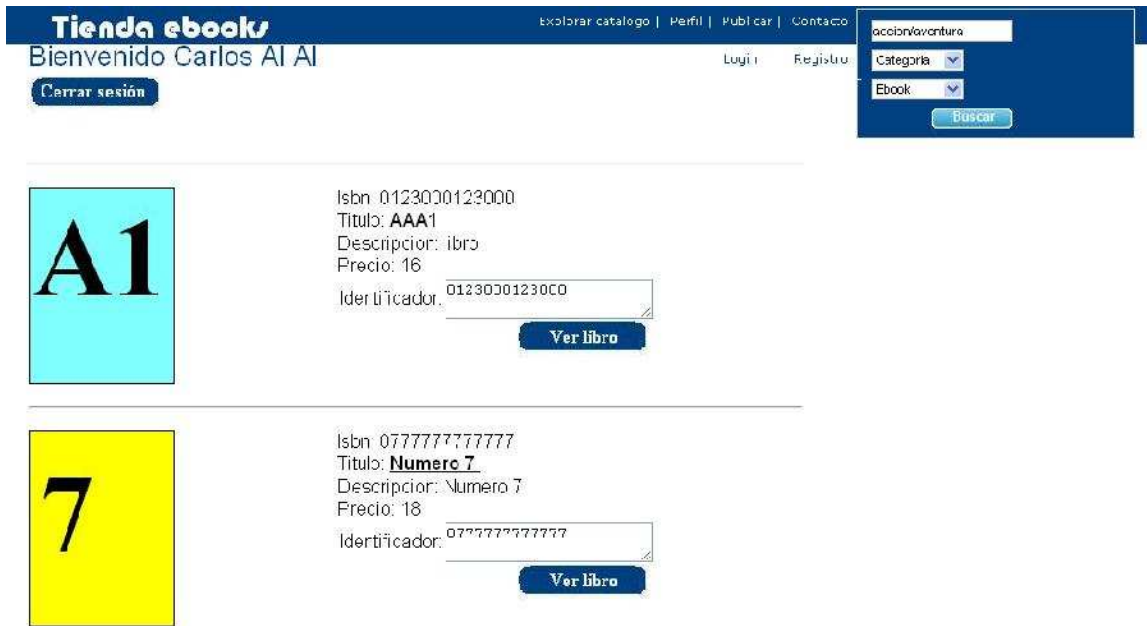 Tienda ebooks
Explorar catalogo | Perfil | Publicar | Contacto
accion/aventura
Bienvenido Carlos Al Al
Login Registro
Categoria
Cerrar sesión
Ebook
Buscar
A1
Isbn: 0123000123000
Titulo: AAA1
Descripcion: libro
Precio: 16
Identificador: 0123000123000
Ver libro
7
Isbn: 0777777777777
Titulo: Numero 7
Descripcion: Numero 7
Precio: 18
Identificador: 0777777777777
Ver libro